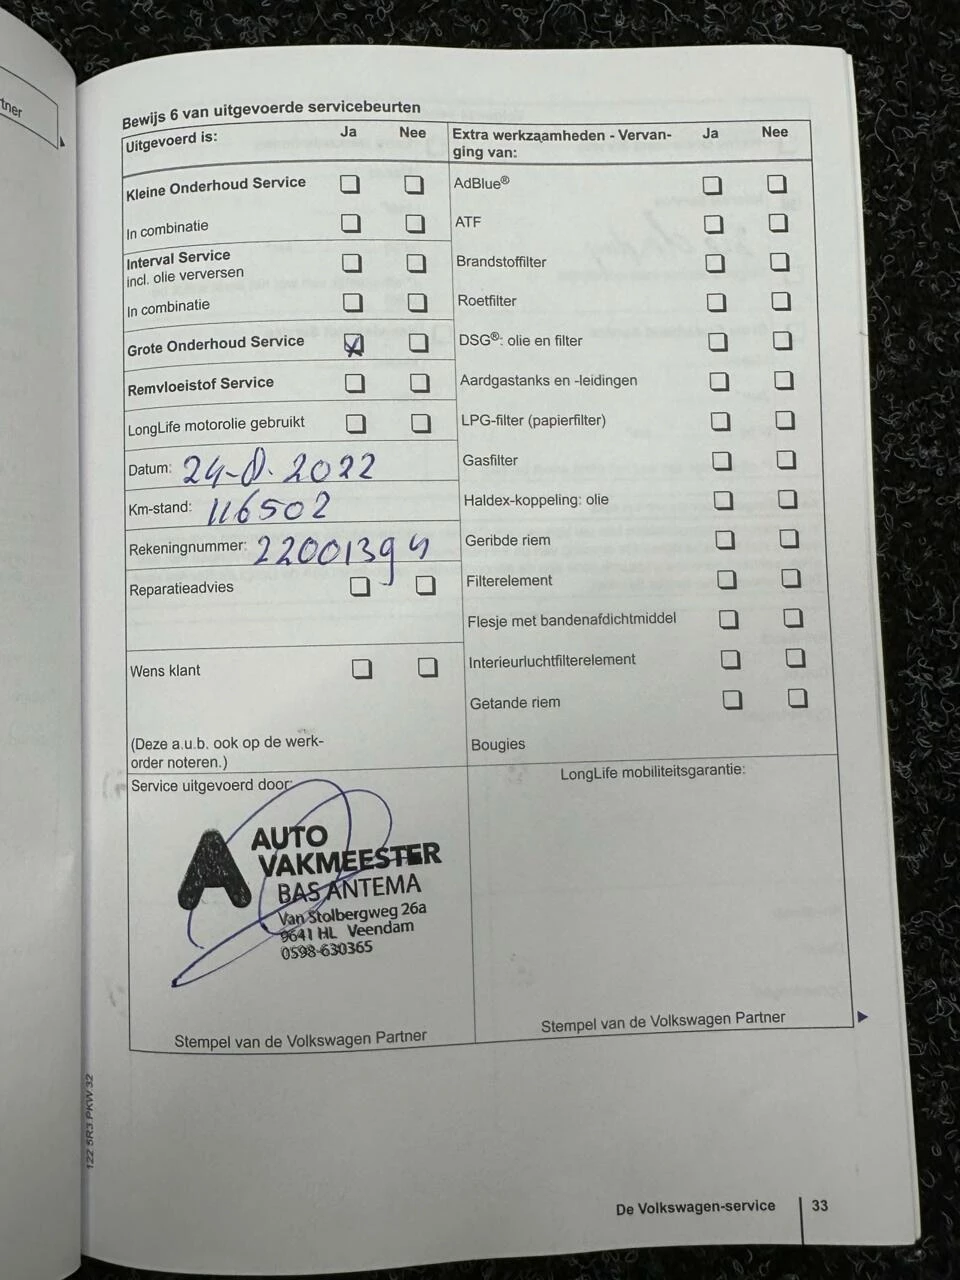 tner
Bewijs 6 van uitgevoerde servicebeurten
Uitgevoerd is: Ja Nee
Kleine Onderhoud Service
In combinatie
Interval Service
incl. olie verversen
In combinatie
Grote Onderhoud Service
Remvloeistof Service
LongLife motorolie gebruikt
Datum: 24-8-2022
Km-stand: 116502
Rekeningnummer: 22001394
Reparatieadvies
Wens klant
(Deze a.u.b. ook op de werk-
order noteren.)
Extra werkzaamheden - Vervan-
ging van: Ja Nee
AdBlue®
ATF
Brandstoffilter
Roetfilter
DSG®: olie en filter
Aardgastanks en -leidingen
LPG-filter (papierfilter)
Gasfilter
Haldex-koppeling: olie
Geribde riem
Filterelement
Flesje met bandenafdichtmiddel
Interieurluchtfilterelement
Getande riem
Bougies
Service uitgevoerd door:
AUTO
VAKMEESTER
BAS ANTEMA
Van Stolbergweg 26a
9641 HL Veendam
0598-630365
Stempel van de Volkswagen Partner
LongLife mobiliteitsgarantie:
Stempel van de Volkswagen Partner
122.5R3.PKW.32
De Volkswagen-service 33